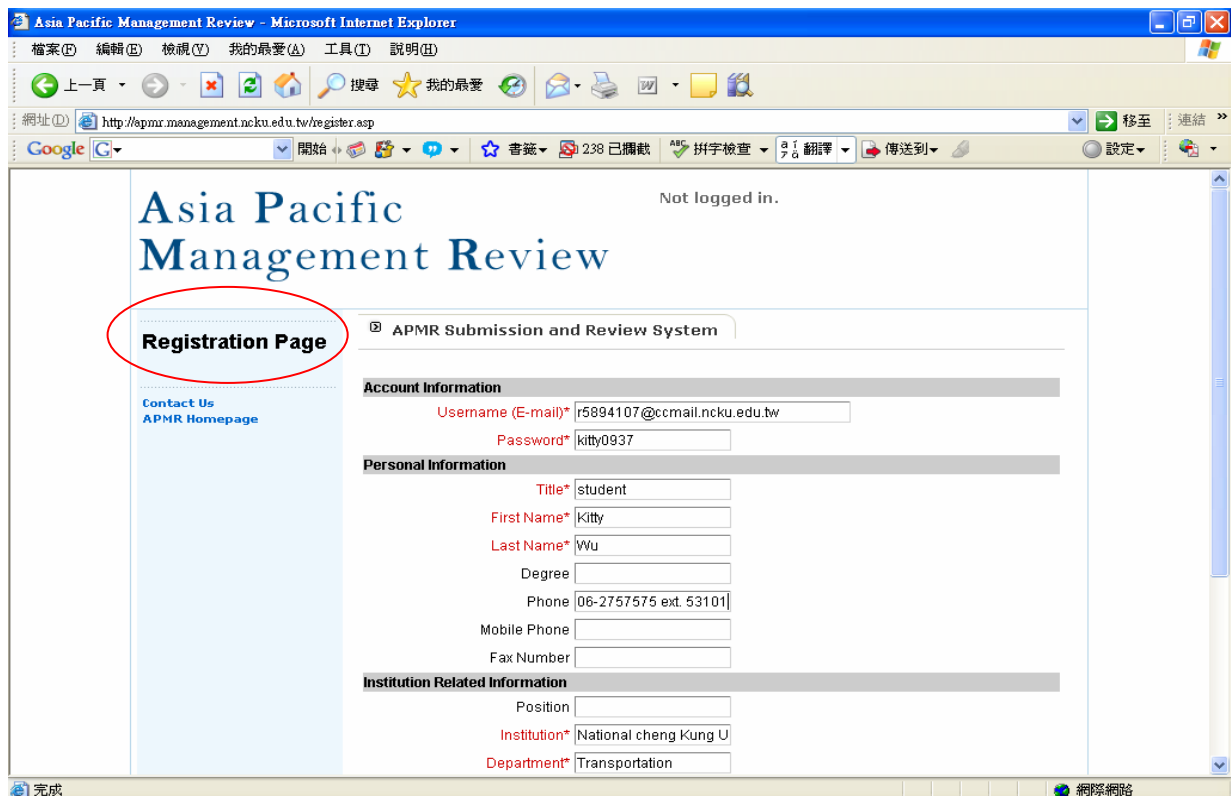 Asia Pacific Management Review - Microsoft Internet Explorer
檔案(F) 編輯(E) 檢視(V) 我的最愛(A) 工具(T) 說明(H)
上一頁 搜尋 我的最愛
網址(D) http://apmr.management.ncku.edu.tw/register.asp 移至 連結 »
Google G 開始 書籤 238 已攔截 ABC 拼字檢查 翻譯 傳送到 設定
Not logged in.
Asia Pacific
Management Review
Registration Page
Contact Us
APMR Homepage
APMR Submission and Review System
Account Information
Username (E-mail)* r5894107@ccmail.ncku.edu.tw
Password* kitty0937
Personal Information
Title* student
First Name* Kitty
Last Name* Wu
Degree
Phone 06-2757575 ext. 53101
Mobile Phone
Fax Number
Institution Related Information
Position
Institution* National cheng Kung U
Department* Transportation
完成 網際網路